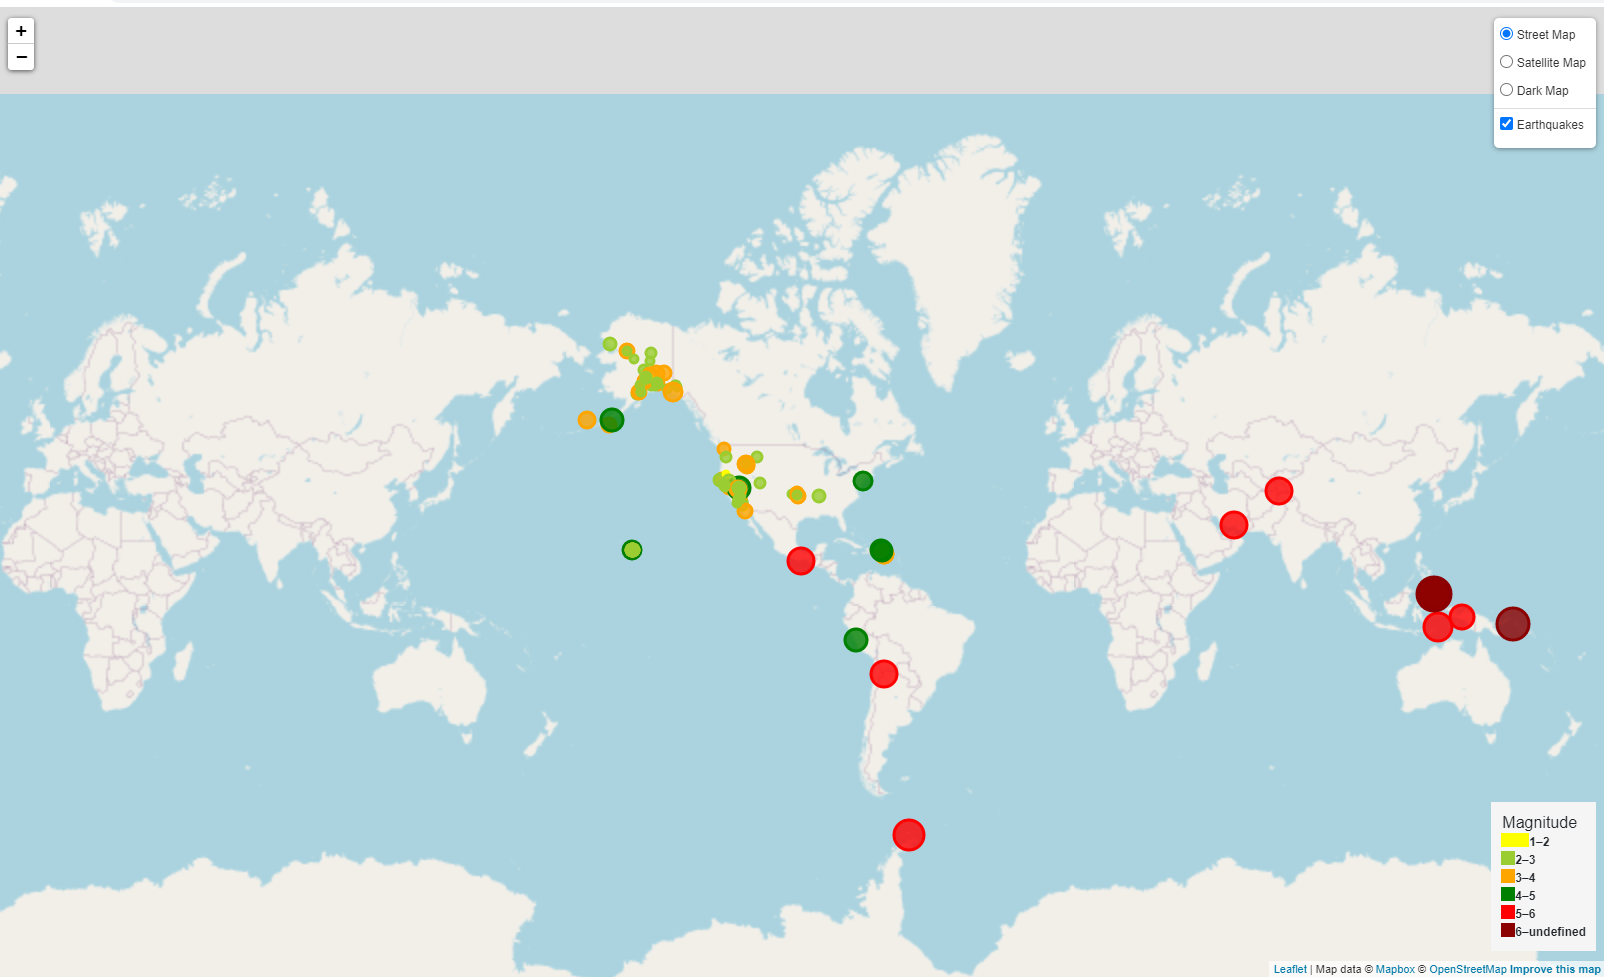 +
−
Street Map
Satellite Map
Dark Map
Earthquakes
Magnitude
1–2
2–3
3–4
4–5
5–6
6–undefined
Leaflet | Map data © Mapbox © OpenStreetMap Improve this map